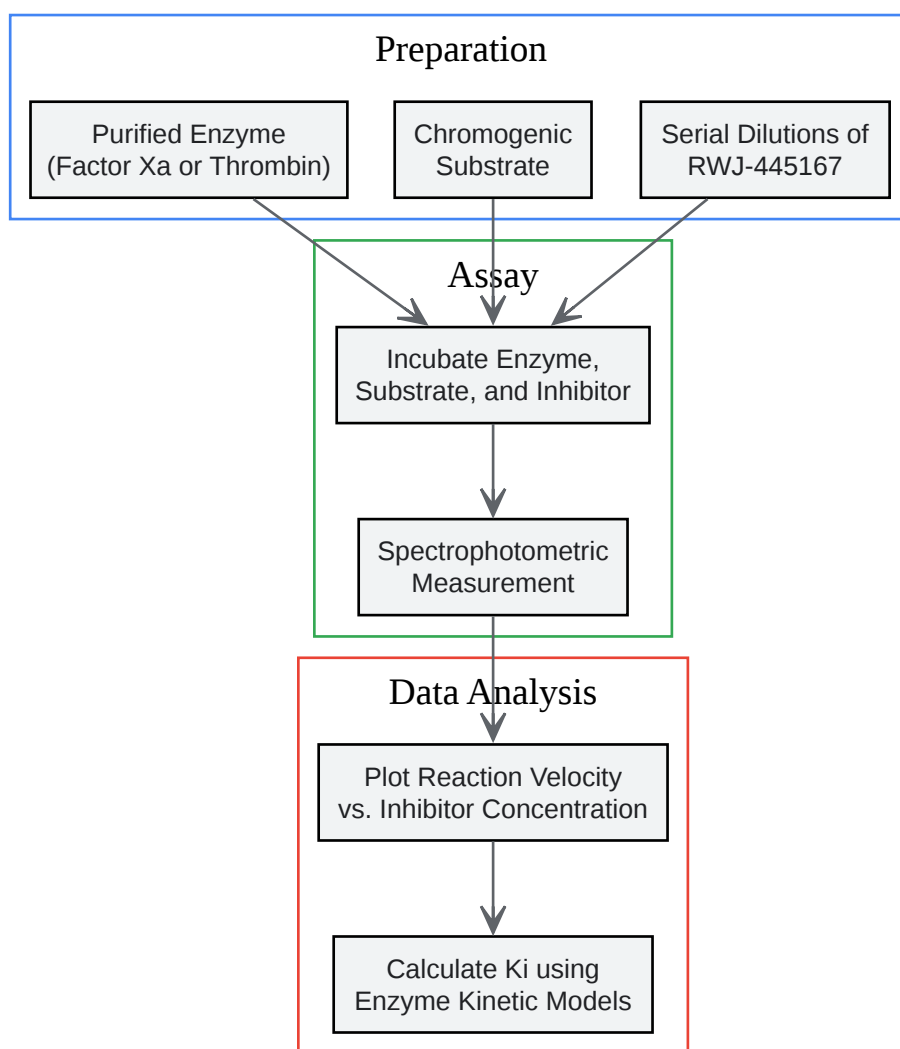 Preparation
Purified Enzyme
(Factor Xa or Thrombin)
Chromogenic
Substrate
Serial Dilutions of
RWJ-445167
Assay
Incubate Enzyme,
Substrate, and Inhibitor
Spectrophotometric
Measurement
Data Analysis
Plot Reaction Velocity
vs. Inhibitor Concentration
Calculate Ki using
Enzyme Kinetic Models